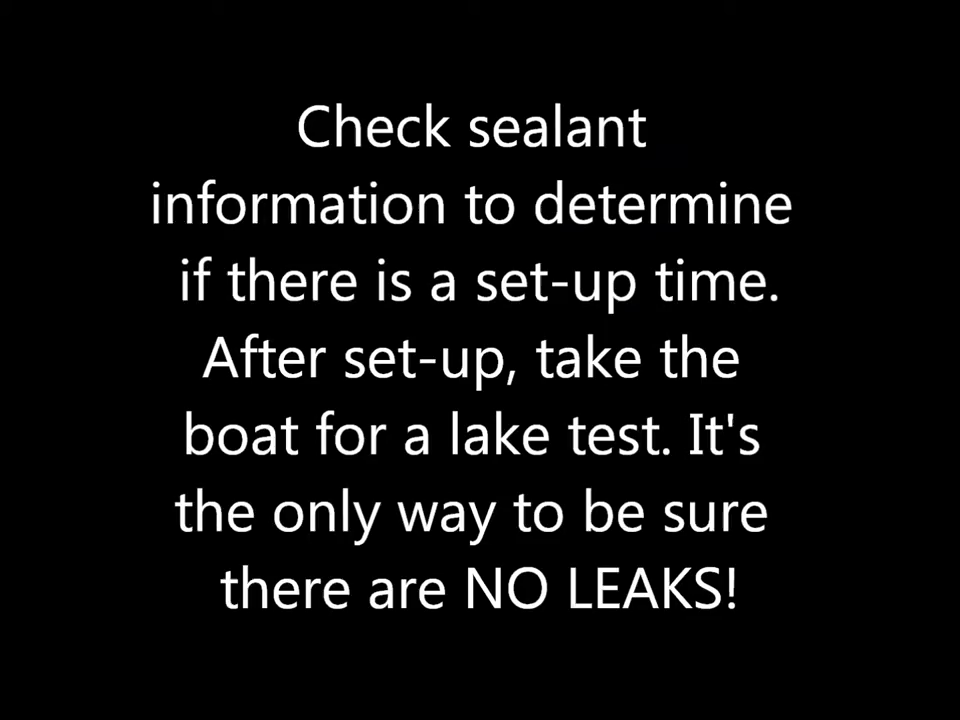 Check sealant
information to determine
if there is a set-up time.
After set-up, take the
boat for a lake test. It's
the only way to be sure
there are NO LEAKS!